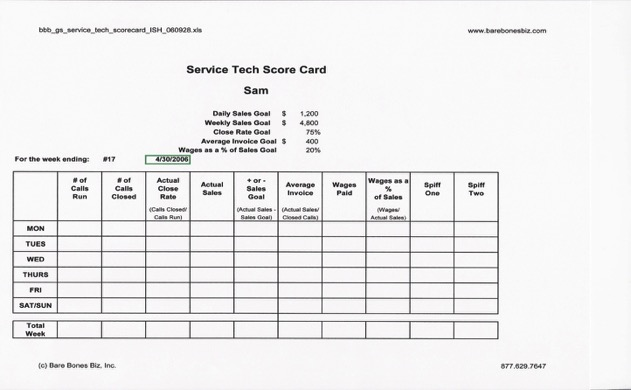 bbb_gs_service_tech_scorecard_ISH_080928.xls www.barebonesbiz.com
Service Tech Score Card
Sam
Daily Sales Goal $ 1,200
Weekly Sales Goal $ 4,800
Close Rate Goal 75%
Average Invoice Goal $ 400
Wages as a % of Sales Goal 20%
For the week ending: #17 4/30/2006
# of Calls Run
# of Calls Closed
Actual Close Rate (Calls Closed/ Calls Run)
Actual Sales
+ or - Sales Goal (Actual Sales - Sales Goal)
Average Invoice (Actual Sales/ Closed Calls)
Wages Paid
Wages as a % of Sales (Wages/ Actual Sales)
Spiff One
Spiff Two
MON
TUES
WED
THURS
FRI
SAT/SUN
Total
Week
(c) Bare Bones Biz, Inc. 877.629.7647